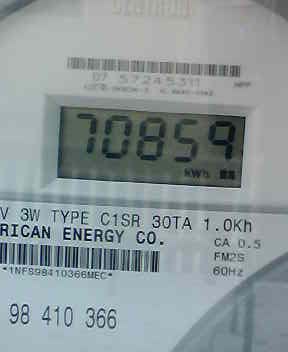 07 57245311
70859
KWh
V 3W TYPE C1SR 30TA 1.0Kh
RICAN ENERGY CO.
CA 0.5
FM2S
60Hz
*1NFS98410366MEC*
98 410 366